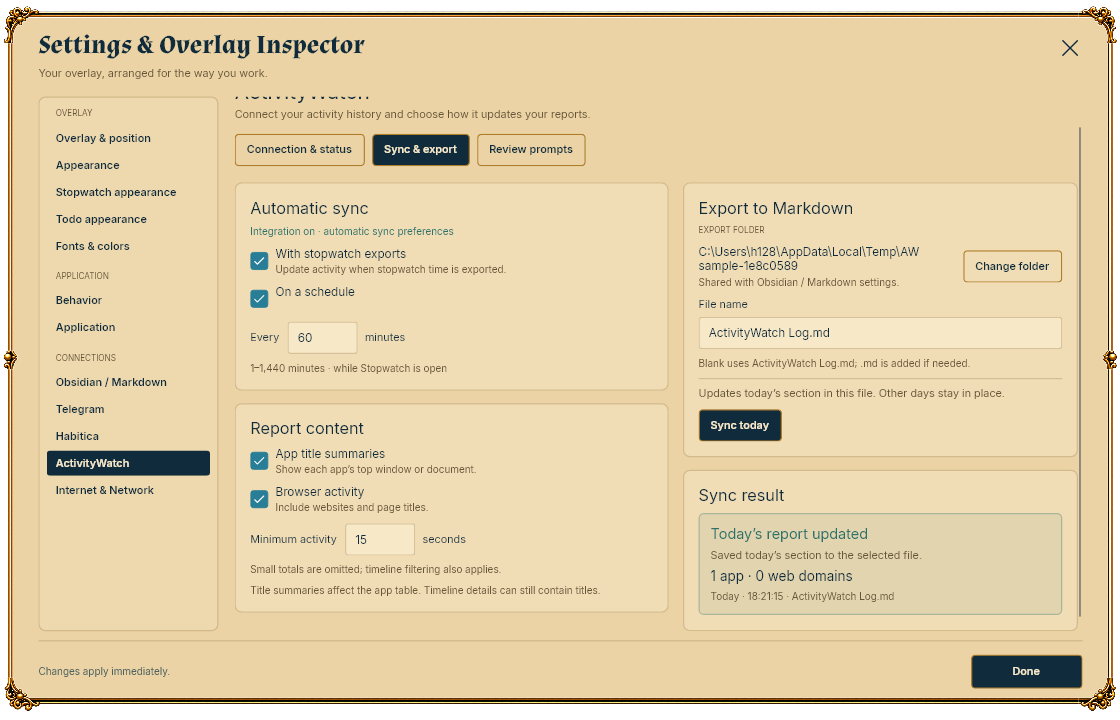 Settings & Overlay Inspector
Your overlay, arranged for the way you work.
OVERLAY
Overlay & position
Appearance
Stopwatch appearance
Todo appearance
Fonts & colors
APPLICATION
Behavior
Application
CONNECTIONS
Obsidian / Markdown
Telegram
Habitica
ActivityWatch
Internet & Network
ActivityWatch
Connect your activity history and choose how it updates your reports.
Connection & status
Sync & export
Review prompts
Automatic sync
Integration on · automatic sync preferences
With stopwatch exports
Update activity when stopwatch time is exported.
On a schedule
Every 60 minutes
1–1,440 minutes · while Stopwatch is open
Report content
App title summaries
Show each app's top window or document.
Browser activity
Include websites and page titles.
Minimum activity 15 seconds
Small totals are omitted; timeline filtering also applies.
Title summaries affect the app table. Timeline details can still contain titles.
Export to Markdown
EXPORT FOLDER
C:\Users\h128\AppData\Local\Temp\AW
sample-1e8c0589
Shared with Obsidian / Markdown settings.
Change folder
File name
ActivityWatch Log.md
Blank uses ActivityWatch Log.md; .md is added if needed.
Updates today's section in this file. Other days stay in place.
Sync today
Sync result
Today's report updated
Saved today's section to the selected file.
1 app · 0 web domains
Today · 18:21:15 · ActivityWatch Log.md
Changes apply immediately.
Done